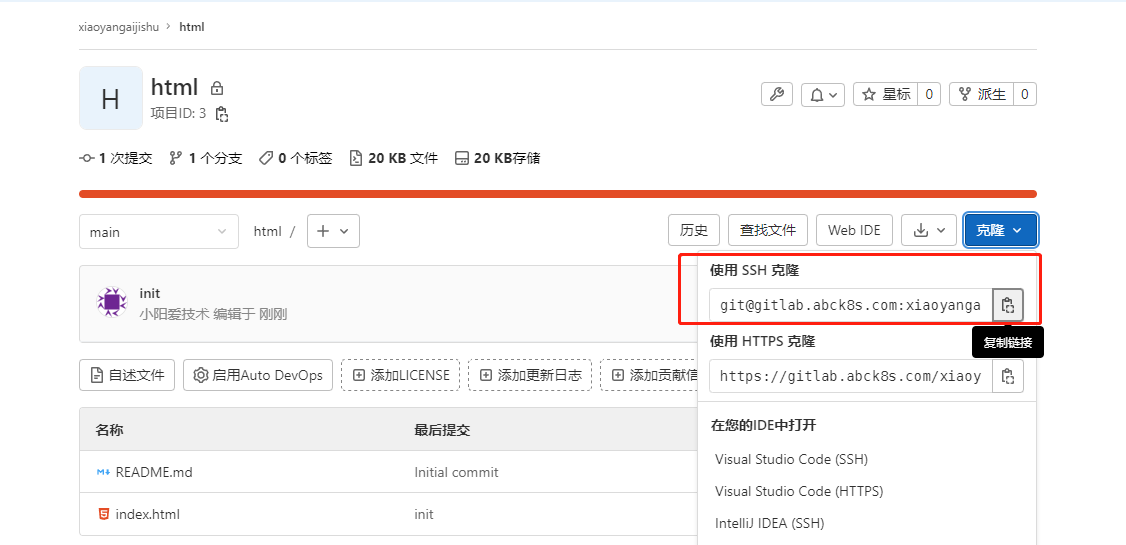 xiaoyangaijishu › html
H
html
项目ID: 3
星标 0
派生 0
1 次提交 1 个分支 0 个标签 20 KB 文件 20 KB存储
main
html /
历史 查找文件 Web IDE 克隆
使用 SSH 克隆
git@gitlab.abck8s.com:xiaoyanga
复制链接
使用 HTTPS 克隆
https://gitlab.abck8s.com/xiaoy
在您的IDE中打开
Visual Studio Code (SSH)
Visual Studio Code (HTTPS)
IntelliJ IDEA (SSH)
init
小阳爱技术 编辑于 刚刚
自述文件 启用Auto DevOps 添加LICENSE 添加更新日志 添加贡献信
名称 最后提交
README.md Initial commit
index.html init